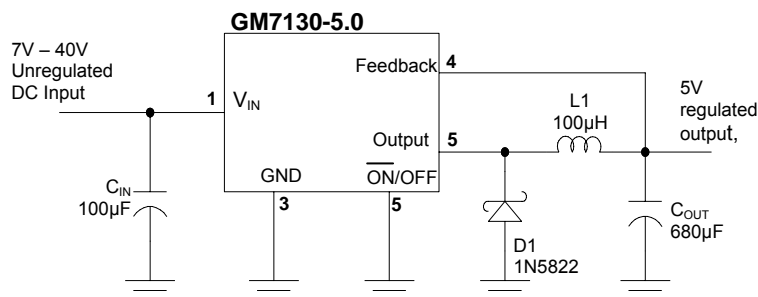 GM7130-5.0
7V – 40V
Unregulated
DC Input
1
VIN
Feedback
4
Output
5
GND
3
ON/OFF
5
L1
100µH
5V
regulated
output,
CIN
100µF
D1
1N5822
COUT
680µF